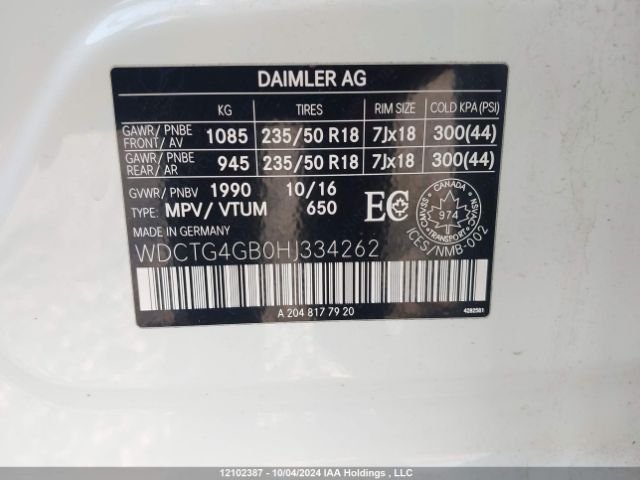 DAIMLER AG
KG TIRES RIM SIZE COLD KPA(PSI)
GAWR/PNBE FRONT/AV 1085 235/50 R18 7Jx18 300(44)
GAWR/PNBE REAR/AR 945 235/50 R18 7Jx18 300(44)
GVWR/PNBV 1990 10/16
TYPE: MPV/VTUM 650
EC
CANADA
CMVSS 974 NSVAC
ICES/NMB-002
MADE IN GERMANY
WDCTG4GB0HJ334262
A 204 817 79 20
4282581
12102387 - 10/04/2024 - IAA Holdings , LLC